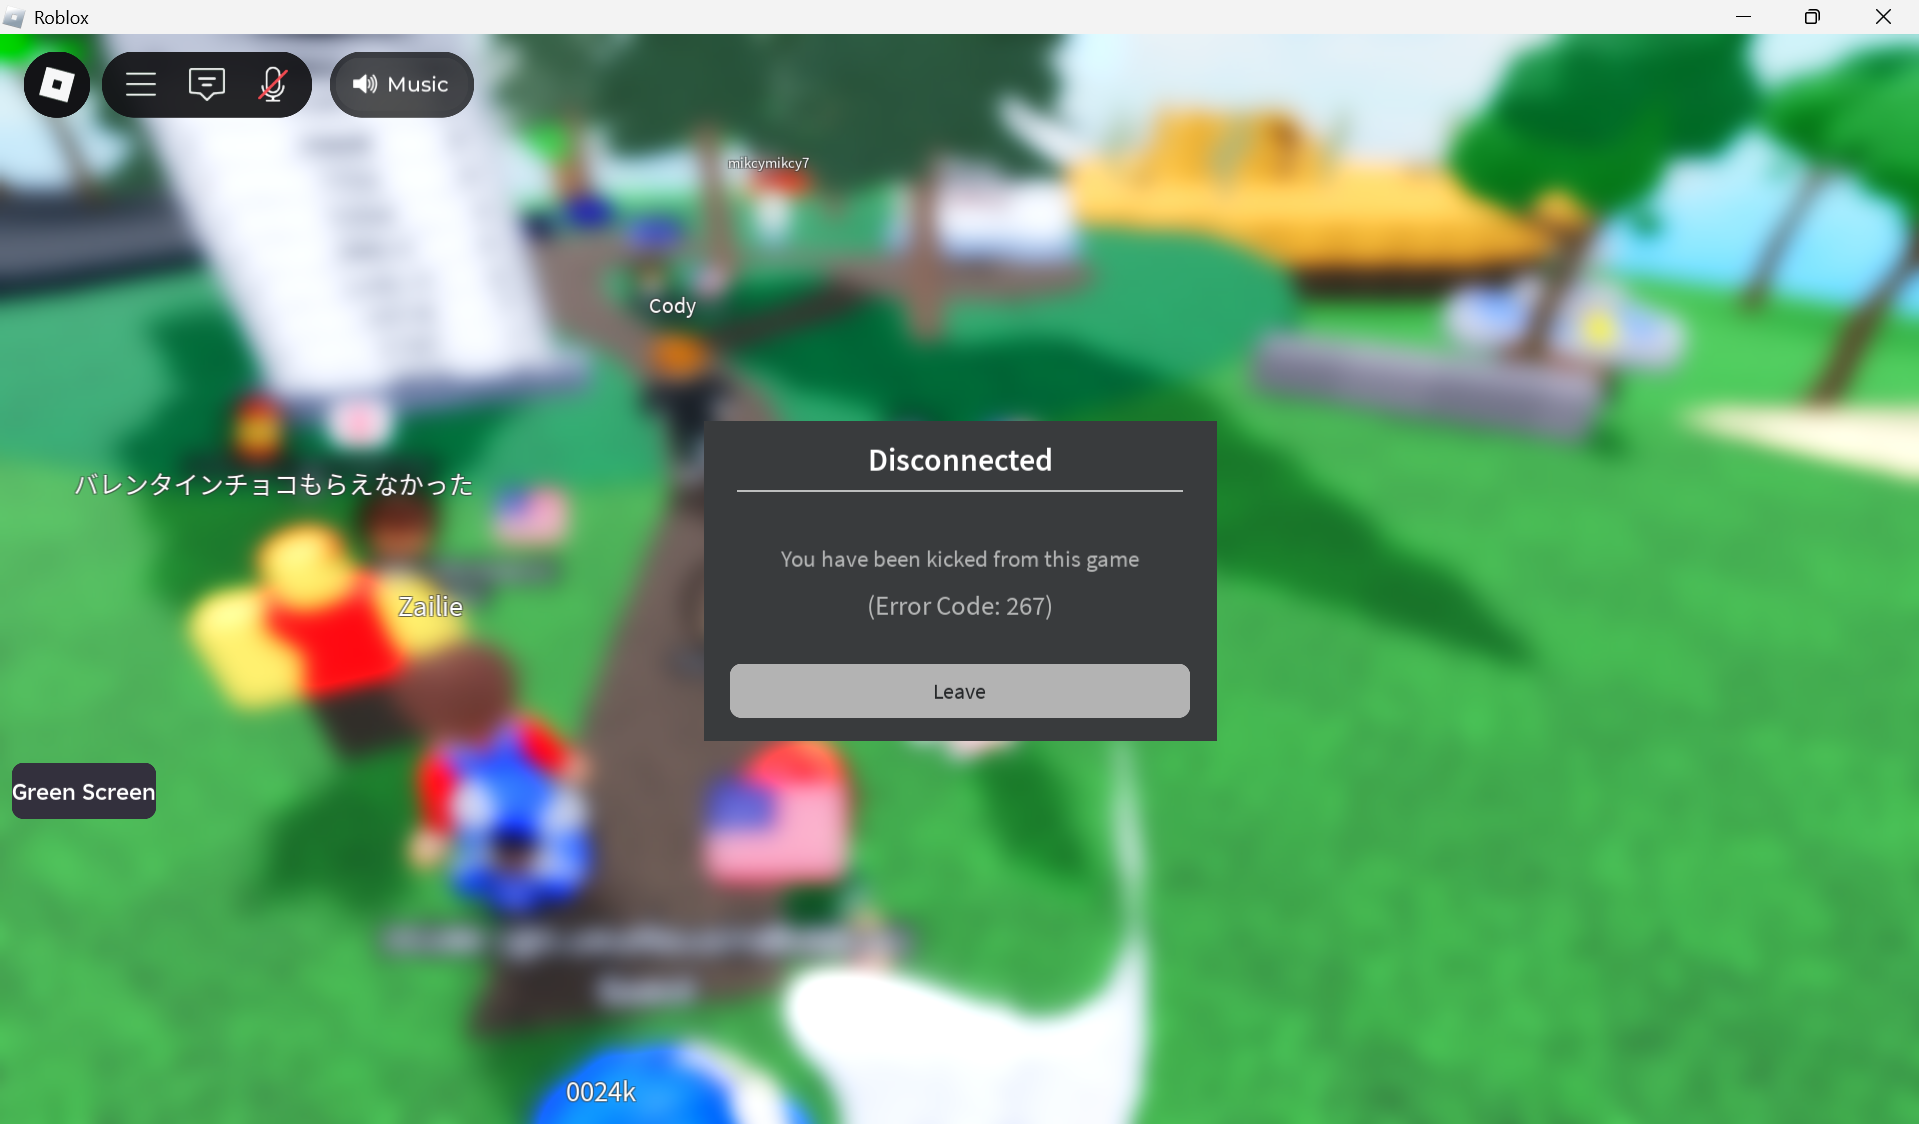 Roblox
Music
mikcymikcy7
Cody
バレンタインチョコもらえなかった
Disconnected
You have been kicked from this game
(Error Code: 267)
Zailie
Leave
Green Screen
0024k